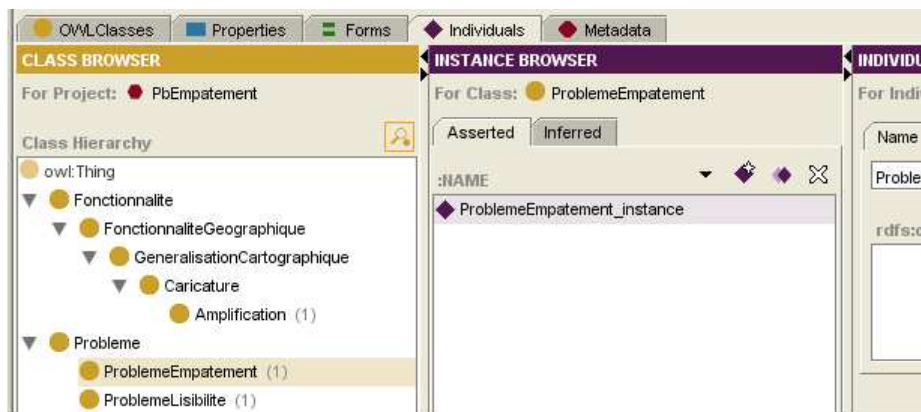 OWLClasses Properties Forms Individuals Metadata
CLASS BROWSER
For Project: PbEmpatement
Class Hierarchy
owl:Thing
Fonctionnalite
FonctionnaliteGeographique
GeneralisationCartographique
Caricature
Amplification (1)
Probleme
ProblemeEmpatement (1)
ProblemeLisibilite (1)
INSTANCE BROWSER
For Class: ProblemeEmpatement
Asserted Inferred
:NAME
ProblemeEmpatement_instance
INDIVIDU
For Indi
Name
Proble
rdfs:c